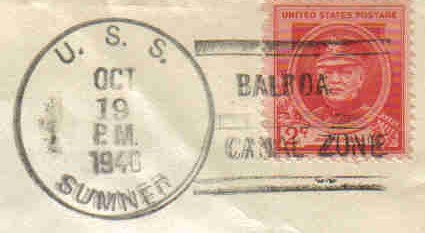 U. S. S.
OCT
19
P.M.
1940
SUMNER
BALBOA
CANAL ZONE
UNITED STATES POSTAGE
2¢